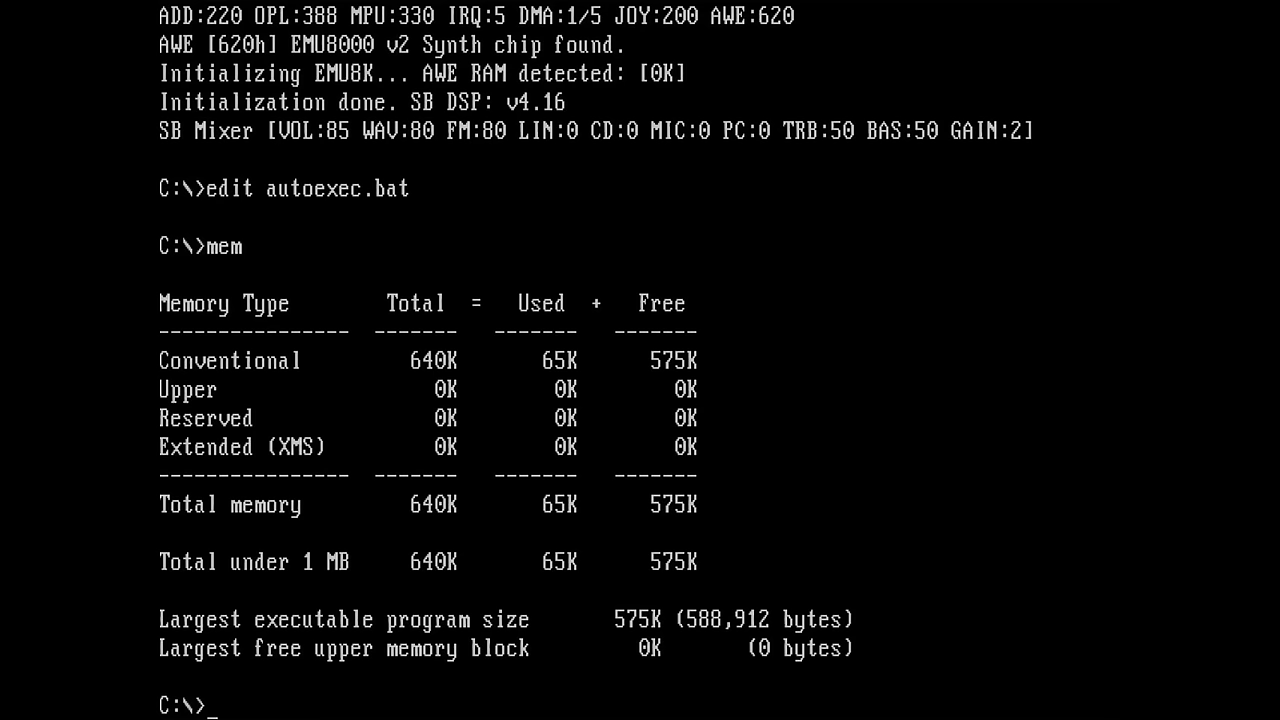 ADD:220 OPL:388 MPU:330 IRQ:5 DMA:1/5 JOY:200 AWE:620
AWE [620h] EMU8000 v2 Synth chip found.
Initializing EMU8K... AWE RAM detected: [0K]
Initialization done. SB DSP: v4.16
SB Mixer [VOL:85 WAV:80 FM:80 LIN:0 CD:0 MIC:0 PC:0 TRB:50 BAS:50 GAIN:2]
C:\>edit autoexec.bat
C:\>mem
Memory Type        Total  =   Used  +   Free
----------------  -------   -------   -------
Conventional         640K       65K      575K
Upper                  0K        0K        0K
Reserved               0K        0K        0K
Extended (XMS)         0K        0K        0K
----------------  -------   -------   -------
Total memory         640K       65K      575K
Total under 1 MB     640K       65K      575K
Largest executable program size       575K (588,912 bytes)
Largest free upper memory block         0K       (0 bytes)
C:\>_